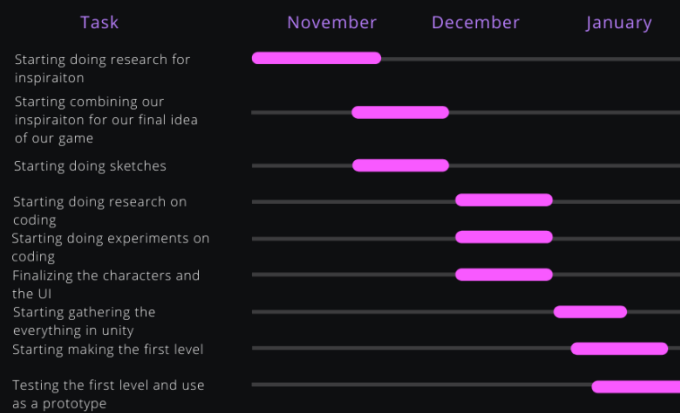 Task November December January
Starting doing research for
inspiraiton
Starting combining our
inspiraiton for our final idea
of our game
Starting doing sketches
Starting doing research on
coding
Starting doing experiments on
coding
Finalizing the characters and
the UI
Starting gathering the
everything in unity
Starting making the first level
Testing the first level and use
as a prototype